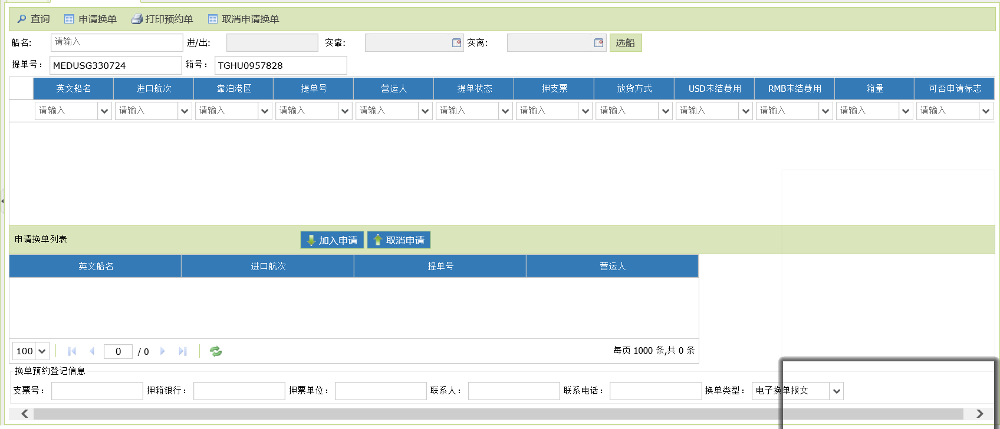 查询 申请换单 打印预约单 取消申请换单
船名: 请输入 进/出: 实靠: 实离: 选船
提单号: MEDUSG330724 箱号: TGHU0957828
英文船名 进口航次 靠泊港区 提单号 营运人 提单状态 押支票 放货方式 USD未结费用 RMB未结费用 箱量 可否申请标志
请输入 请输入 请输入 请输入 请输入 请输入 请输入 请输入 请输入 请输入 请输入 请输入
申请换单列表 加入申请 取消申请
英文船名 进口航次 提单号 营运人
100 0 / 0 每页 1000 条,共 0 条
换单预约登记信息
支票号: 押箱银行: 押票单位: 联系人: 联系电话: 换单类型: 电子换单报文